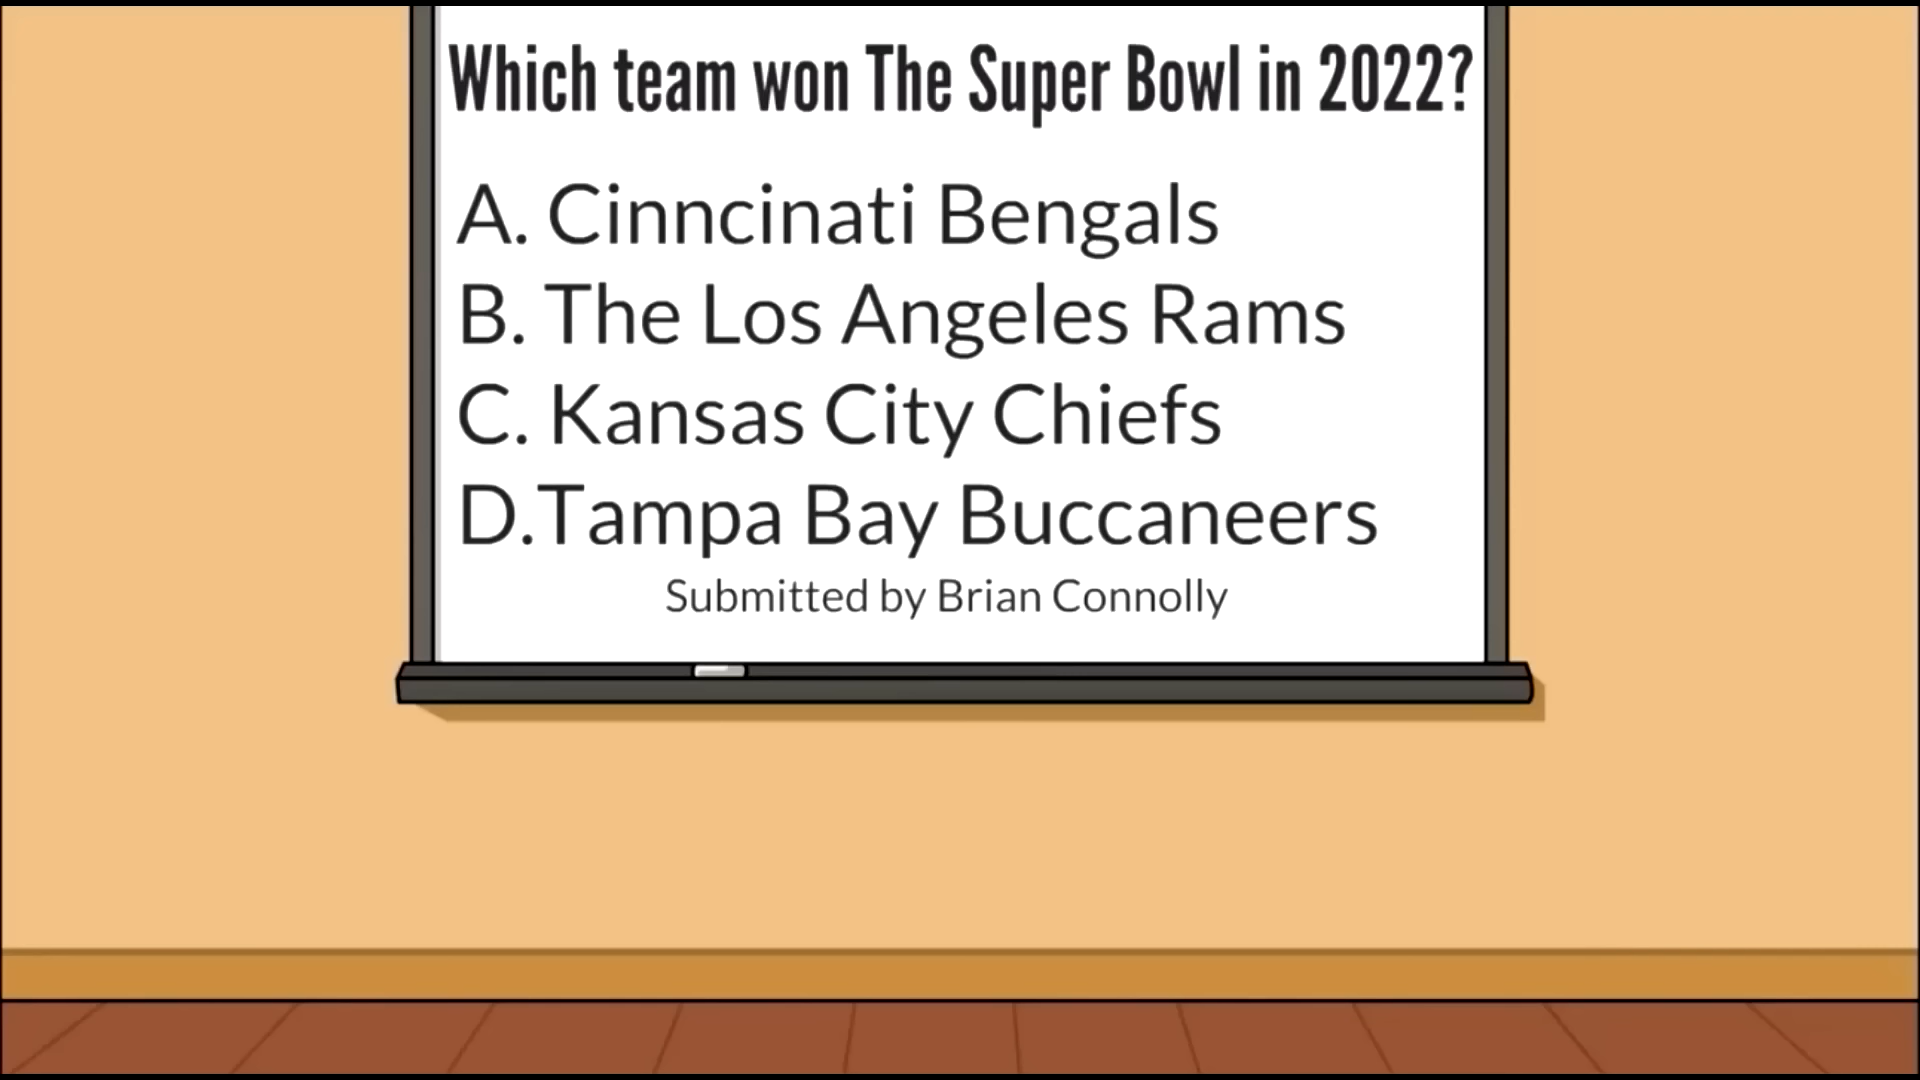 Which team won The Super Bowl in 2022?
A. Cinncinati Bengals
B. The Los Angeles Rams
C. Kansas City Chiefs
D.Tampa Bay Buccaneers
Submitted by Brian Connolly